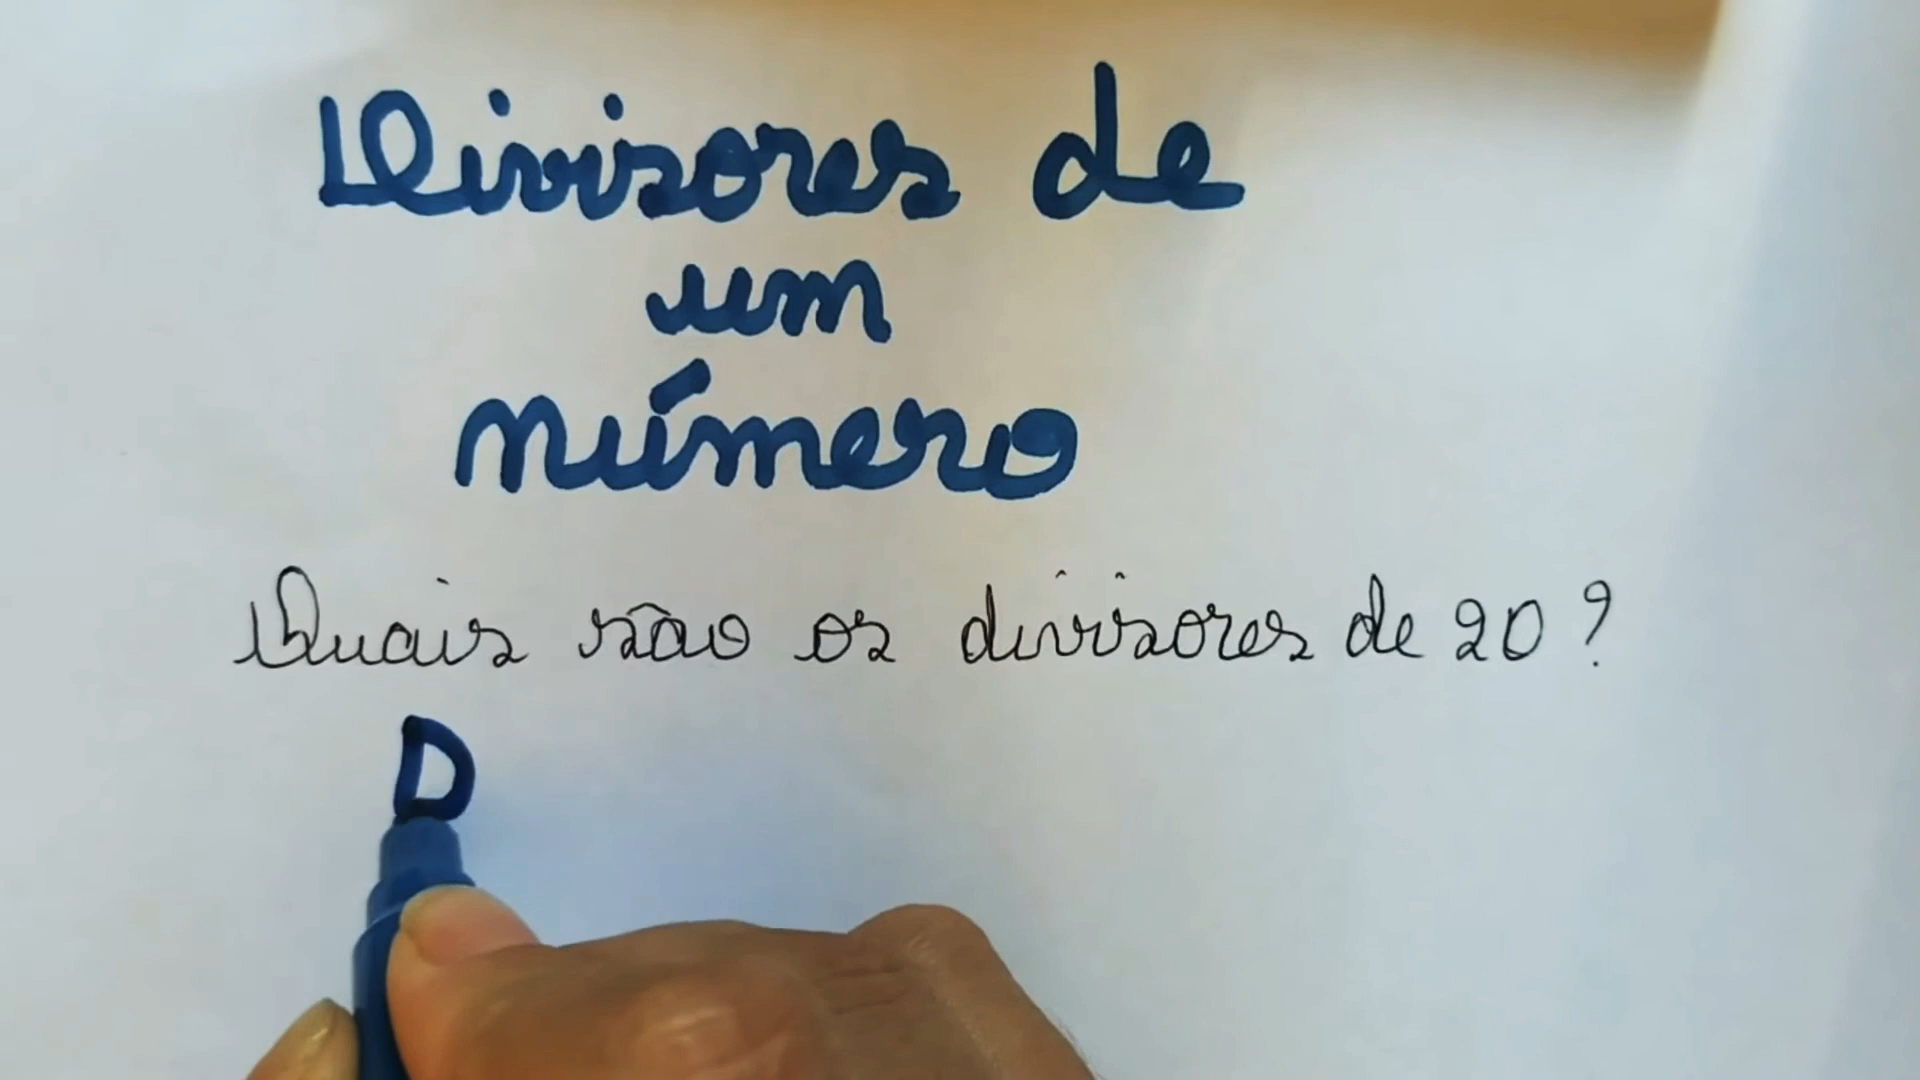 Divisores de
um
número
Quais são os divisores de 20?
D